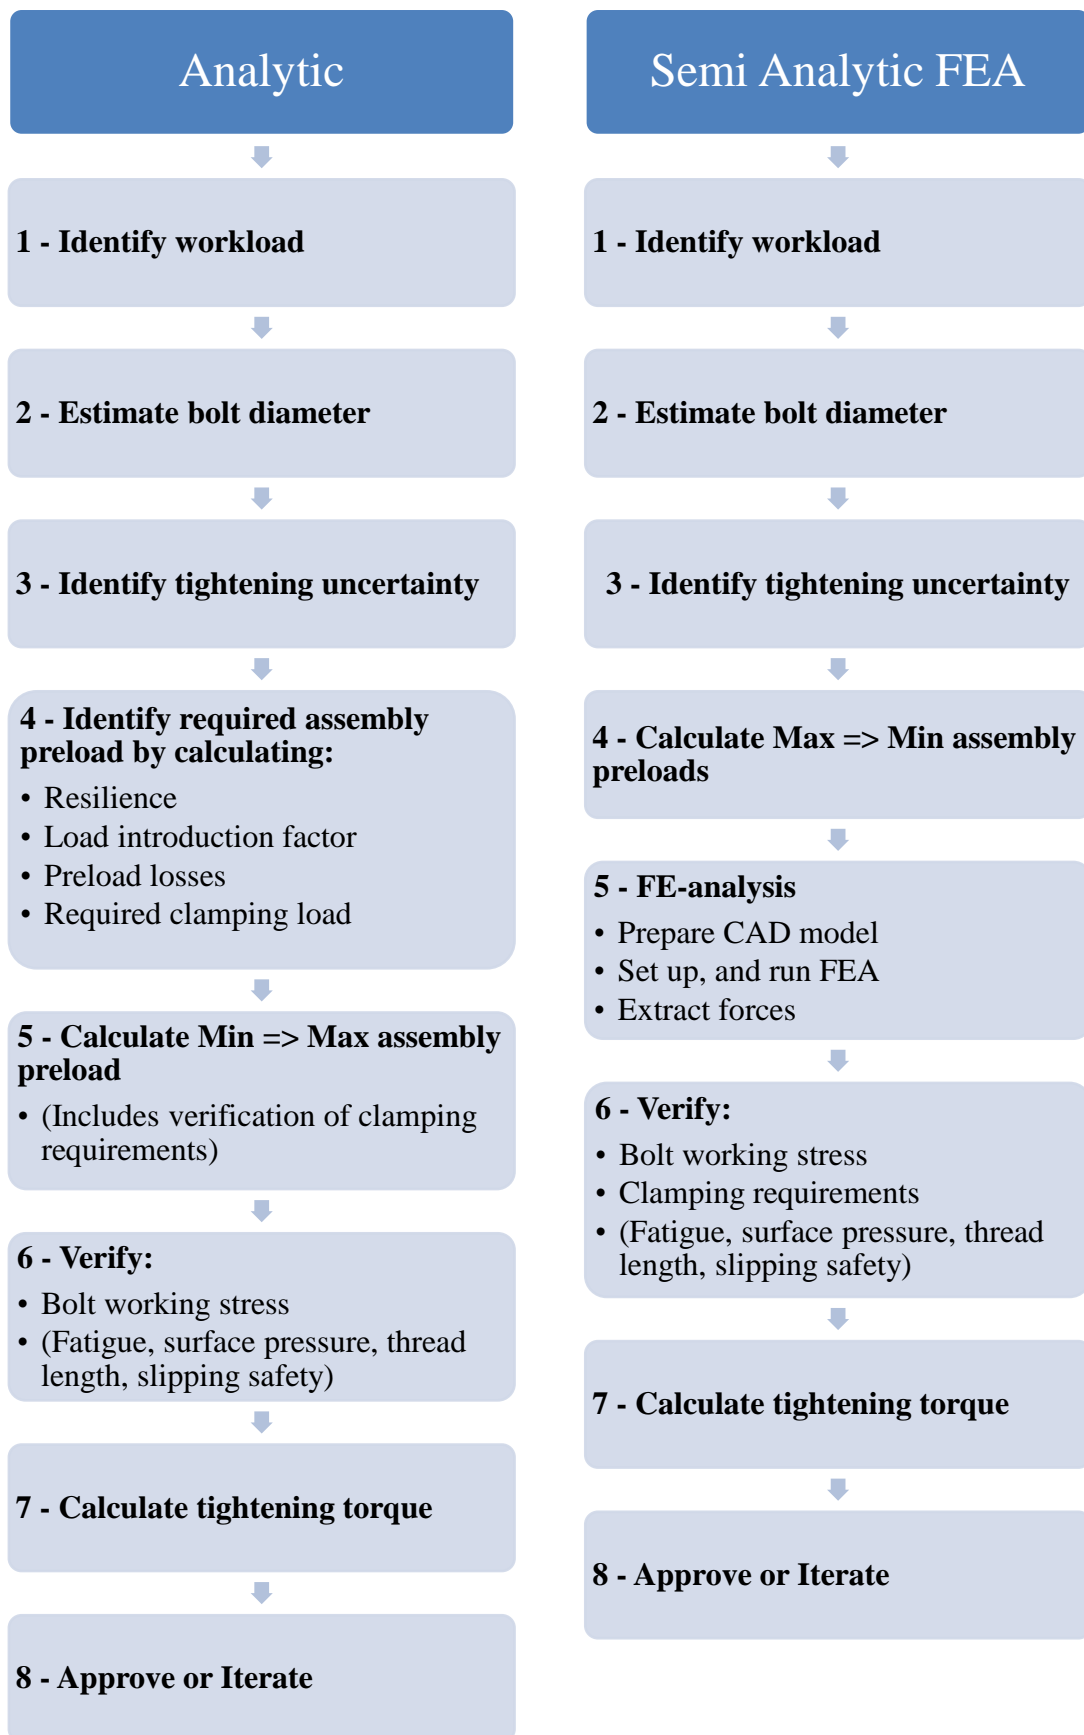 Analytic
1 - Identify workload
2 - Estimate bolt diameter
3 - Identify tightening uncertainty
4 - Identify required assembly
preload by calculating:
• Resilience
• Load introduction factor
• Preload losses
• Required clamping load
5 - Calculate Min => Max assembly
preload
• (Includes verification of clamping
requirements)
6 - Verify:
• Bolt working stress
• (Fatigue, surface pressure, thread
length, slipping safety)
7 - Calculate tightening torque
8 - Approve or Iterate
Semi Analytic FEA
1 - Identify workload
2 - Estimate bolt diameter
3 - Identify tightening uncertainty
4 - Calculate Max => Min assembly
preloads
5 - FE-analysis
• Prepare CAD model
• Set up, and run FEA
• Extract forces
6 - Verify:
• Bolt working stress
• Clamping requirements
• (Fatigue, surface pressure, thread
length, slipping safety)
7 - Calculate tightening torque
8 - Approve or Iterate